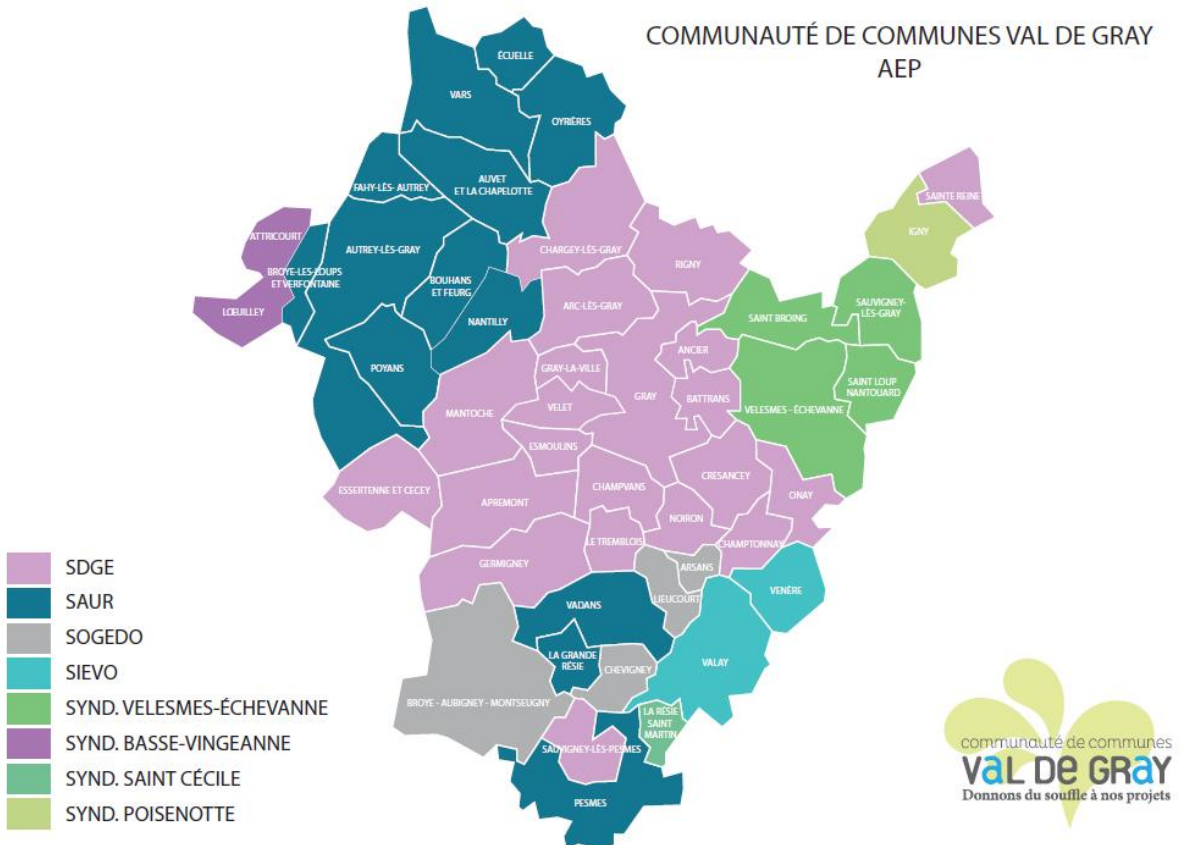 COMMUNAUTÉ DE COMMUNES VAL DE GRAY
AEP
ÉCUELLE
VARS
OYRIÈRES
FAHY-LÈS- AUTREY
AUVET
ET LA CHAPELOTTE
SAINTE REINE
IGNY
ATTRICOURT
AUTREY-LÈS-GRAY
CHARGEY-LÈS-GRAY
RIGNY
BROYE-LES-LOUPS
ET VERFONTAINE
BOUHANS
ET FEURG
LŒUILLEY
NANTILLY
ARC-LÈS-GRAY
SAINT BROING
SAUVIGNEY-
LÈS-GRAY
ANCIER
POYANS
GRAY-LA-VILLE
GRAY
BATTRANS
SAINT LOUP
NANTOUARD
MANTOCHE
VELET
VELESMES - ÉCHEVANNE
ESMOULINS
ESSERTENNE ET CECEY
APREMONT
CHAMPVANS
CRESANCEY
ONAY
NOIRON
LE TREMBLOIS
CHAMPTONNAY
GERMIGNEY
ARSANS
VENÈRE
LIEUCOURT
VADANS
LA GRANDE
RÉSIE
CHEVIGNEY
VALAY
BROYE - AUBIGNEY - MONTSEUGNY
LA RÉSIE
SAINT
MARTIN
SAUVIGNEY-LÈS-PESMES
PESMES
SDGE
SAUR
SOGEDO
SIEVO
SYND. VELESMES-ÉCHEVANNE
SYND. BASSE-VINGEANNE
SYND. SAINT CÉCILE
SYND. POISENOTTE
communauté de communes
VaL De GRaY
Donnons du souffle à nos projets